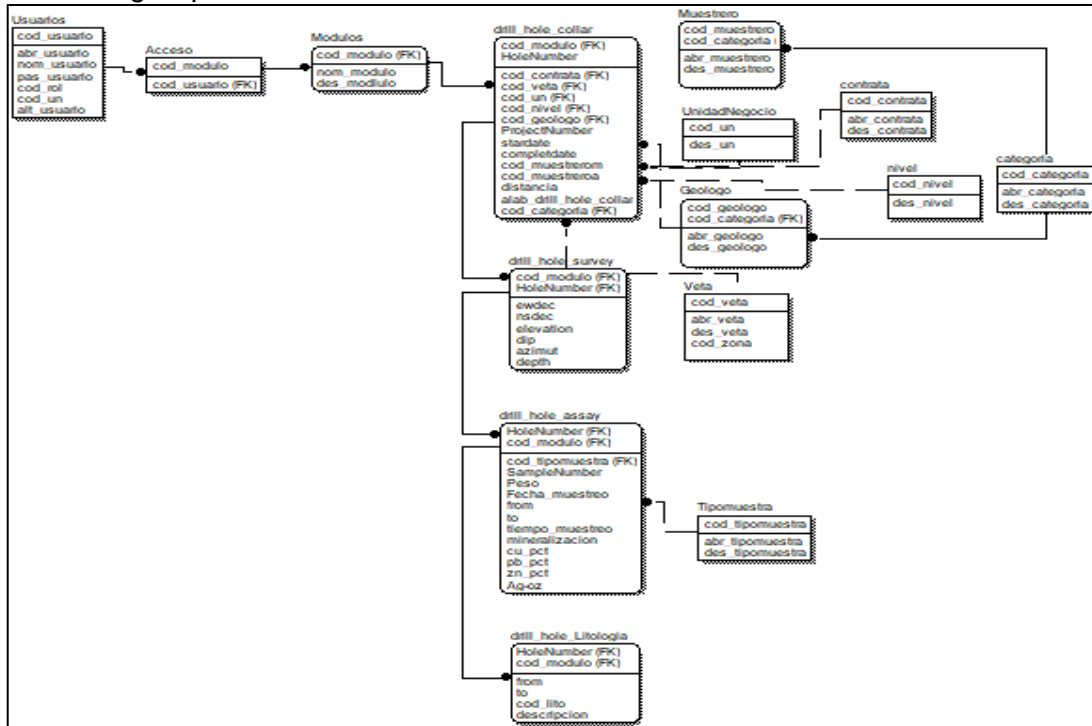 Usuarios
cod_usuario
abr_usuario
nom_usuario
pas_usuario
cod_rol
cod_un
alt_usuario
Acceso
cod_modulo
cod_usuario (FK)
Modulos
cod_modulo (FK)
nom_modulo
des_modlulo
drill_hole_collar
cod_modulo (FK)
HoleNumber
cod_contrata (FK)
cod_veta (FK)
cod_un (FK)
cod_nivel (FK)
cod_geologo (FK)
ProjectNumber
stardate
completdate
cod_muestrerom
cod_muestreroa
distancia
alab_drill_hole_collar
cod_categoria (FK)
Muestrero
cod_muestrero
cod_categoria (
abr_muestrero
des_muestrero
contrata
cod_contrata
abr_contrata
des_contrata
UnidadNegocio
cod_un
des_un
nivel
cod_nivel
des_nivel
categoria
cod_categoria
abr_categoria
des_categoria
Geologo
cod_geologo
cod_categoria (FK)
abr_geologo
des_geologo
drill_hole_survey
cod_modulo (FK)
HoleNumber (FK)
ewdec
nsdec
elevation
dip
azimut
depth
Veta
cod_veta
abr_veta
des_veta
cod_zona
drill_hole_assay
HoleNumber (FK)
cod_modulo (FK)
cod_tipomuestra (FK)
SampleNumber
Peso
Fecha_muestreo
from
to
tiempo_muestreo
mineralizacion
cu_pct
pb_pct
zn_pct
Ag-oz
Tipomuestra
cod_tipomuestra
abr_tipomuestra
des_tipomuestra
drill_hole_Litologia
HoleNumber (FK)
cod_modulo (FK)
from
to
cod_lito
descripcion